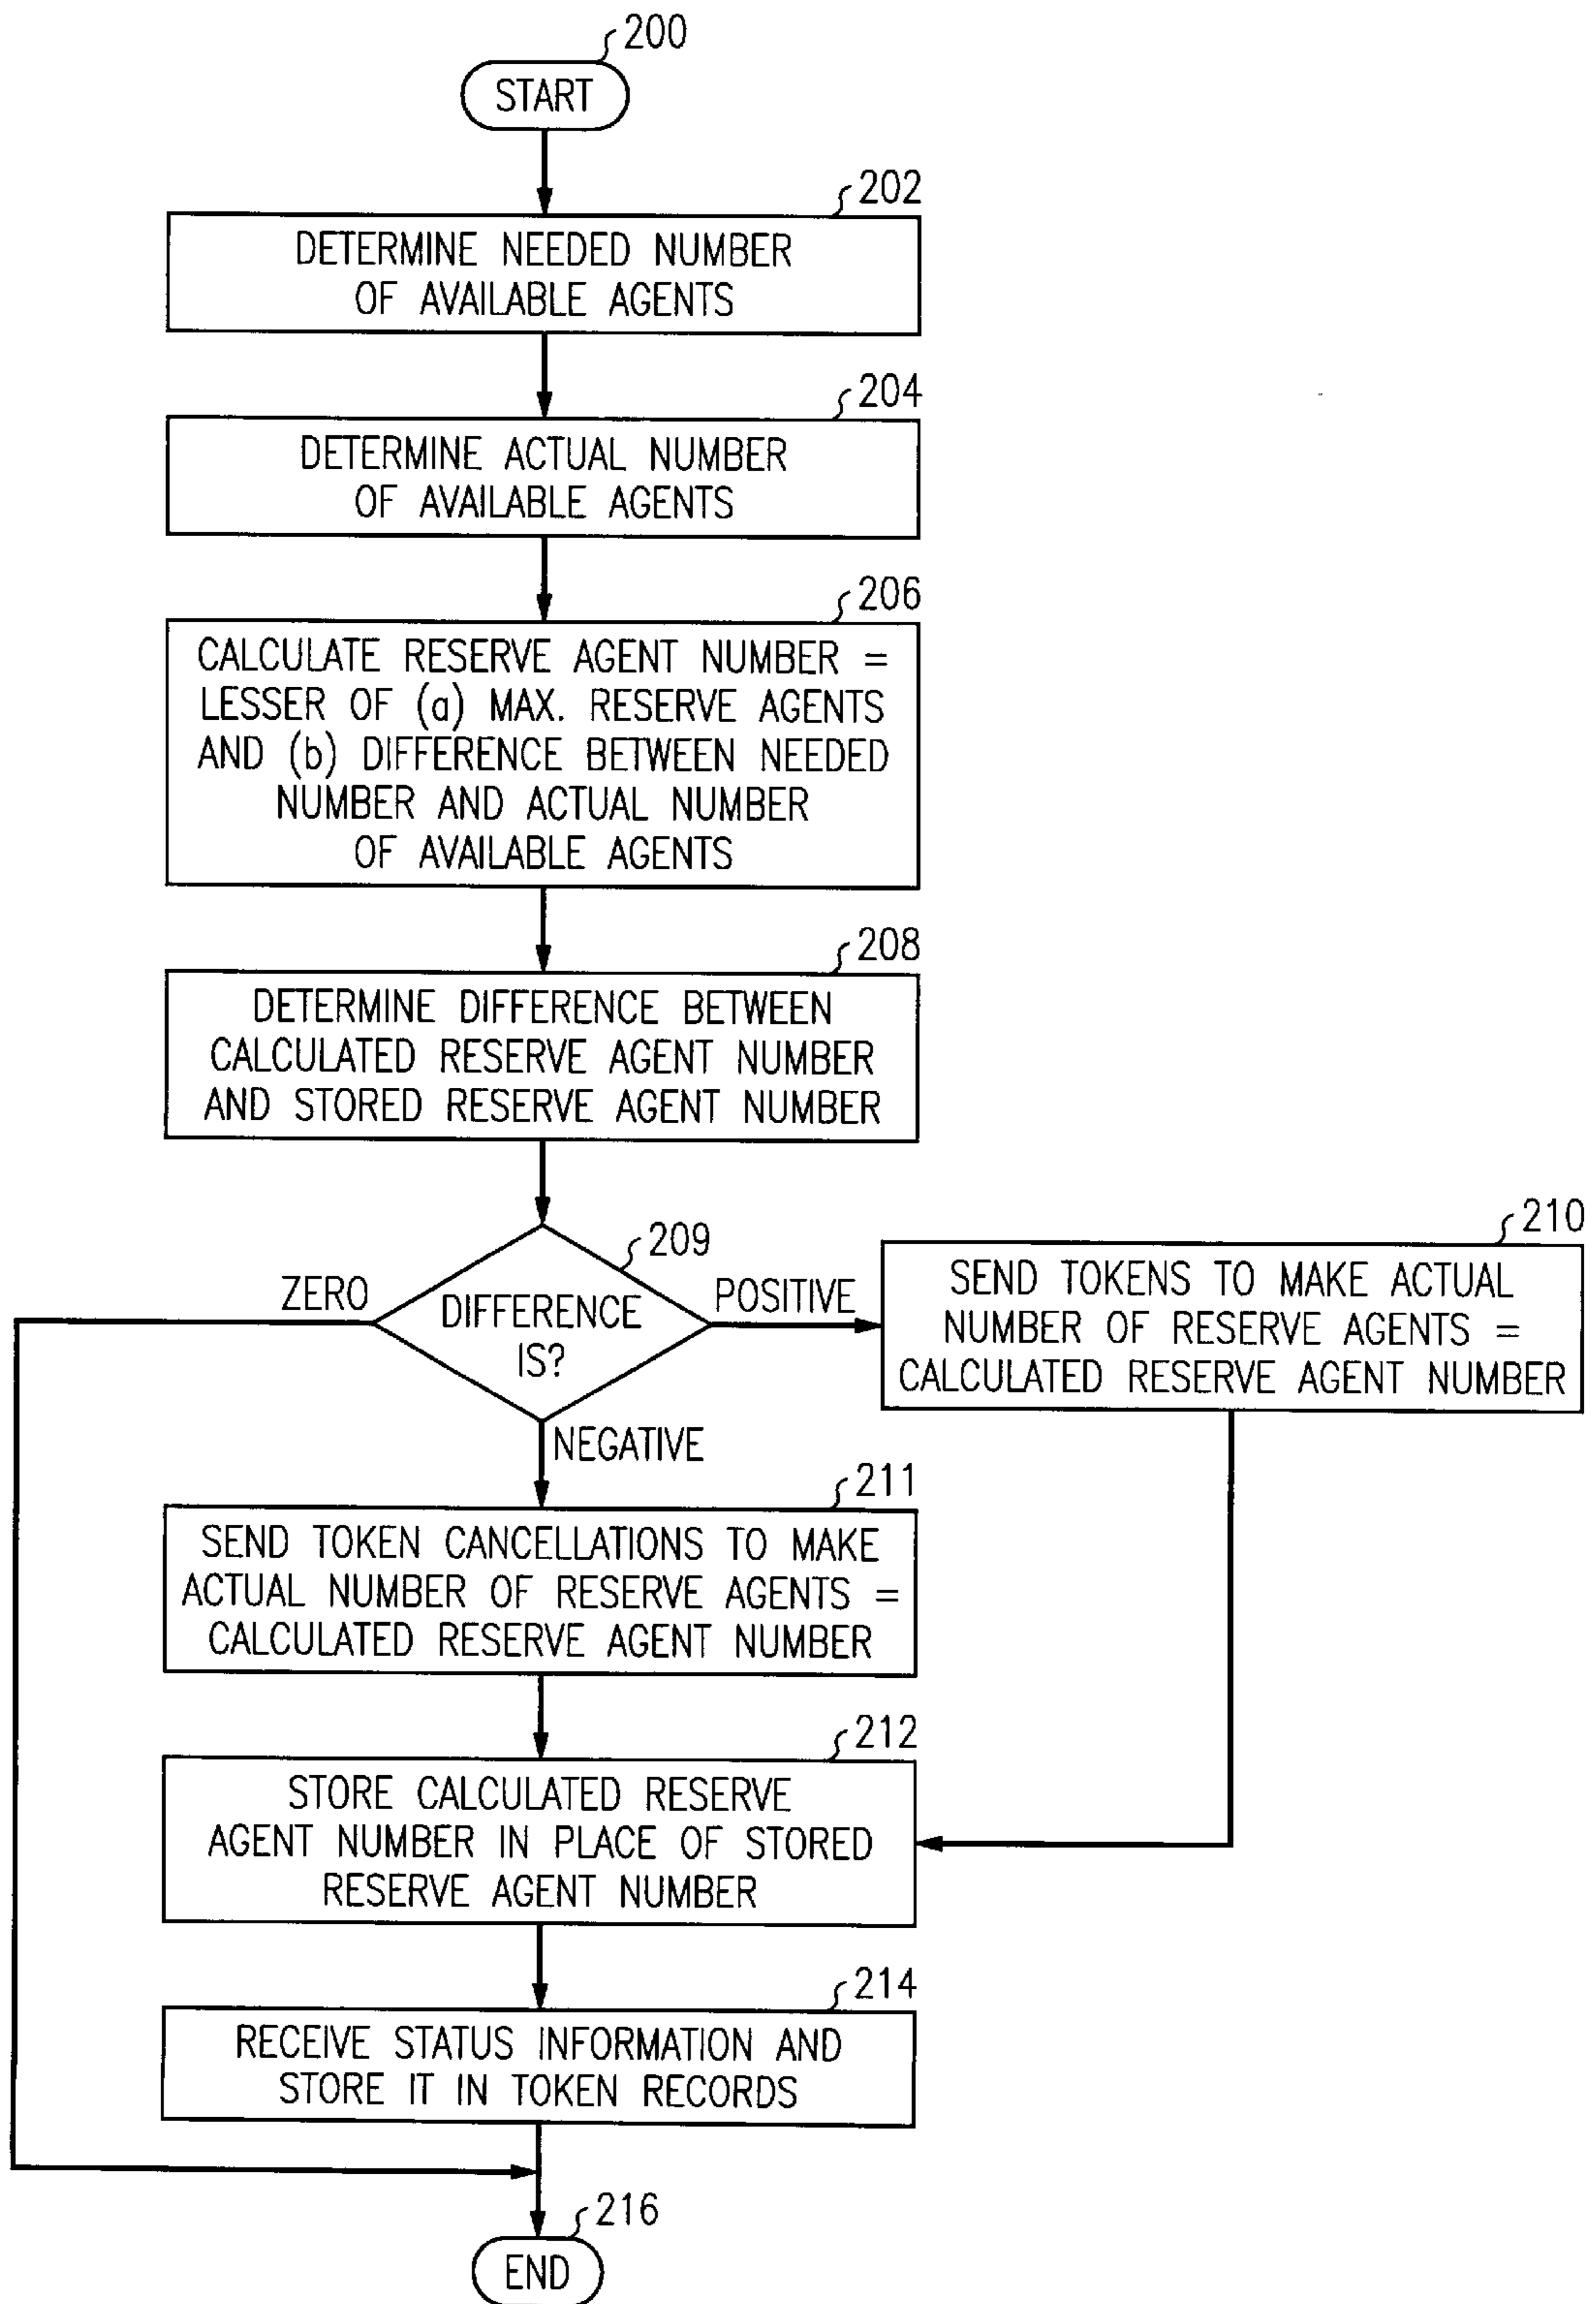 200
START
202
DETERMINE NEEDED NUMBER
OF AVAILABLE AGENTS
204
DETERMINE ACTUAL NUMBER
OF AVAILABLE AGENTS
206
CALCULATE RESERVE AGENT NUMBER =
LESSER OF (a) MAX. RESERVE AGENTS
AND (b) DIFFERENCE BETWEEN NEEDED
NUMBER AND ACTUAL NUMBER
OF AVAILABLE AGENTS
208
DETERMINE DIFFERENCE BETWEEN
CALCULATED RESERVE AGENT NUMBER
AND STORED RESERVE AGENT NUMBER
209
DIFFERENCE
IS?
ZERO
POSITIVE
NEGATIVE
210
SEND TOKENS TO MAKE ACTUAL
NUMBER OF RESERVE AGENTS =
CALCULATED RESERVE AGENT NUMBER
211
SEND TOKEN CANCELLATIONS TO MAKE
ACTUAL NUMBER OF RESERVE AGENTS =
CALCULATED RESERVE AGENT NUMBER
212
STORE CALCULATED RESERVE
AGENT NUMBER IN PLACE OF STORED
RESERVE AGENT NUMBER
214
RECEIVE STATUS INFORMATION AND
STORE IT IN TOKEN RECORDS
216
END